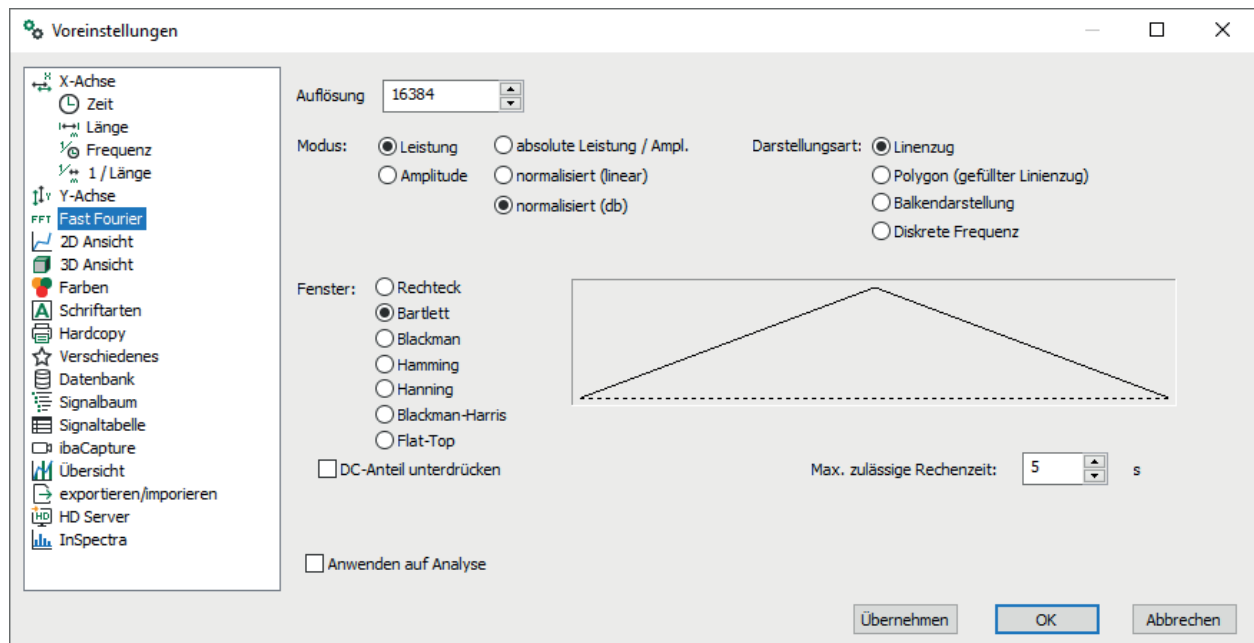 Voreinstellungen
X-Achse
Zeit
Länge
Frequenz
1 / Länge
Y-Achse
FFT Fast Fourier
2D Ansicht
3D Ansicht
Farben
Schriftarten
Hardcopy
Verschiedenes
Datenbank
Signalbaum
Signaltabelle
ibaCapture
Übersicht
exportieren/imporieren
HD Server
InSpectra
Auflösung 16384
Modus: Leistung absolute Leistung / Ampl. Darstellungsart: Linenzug
Amplitude normalisiert (linear) Polygon (gefüllter Linienzug)
normalisiert (db) Balkendarstellung
Diskrete Frequenz
Fenster: Rechteck
Bartlett
Blackman
Hamming
Hanning
Blackman-Harris
Flat-Top
DC-Anteil unterdrücken Max. zulässige Rechenzeit: 5 s
Anwenden auf Analyse
Übernehmen OK Abbrechen